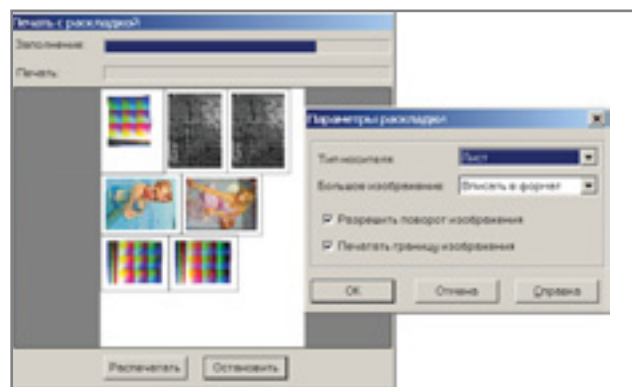 Печать с раскладкой
Заполнение:
Печать:
Распечатать
Остановить
Параметры раскладки
Тип носителя:
Лист
Большое изображение:
Вписать в формат
Разрешить поворот изображения
Печатать границу изображения
ОК
Отмена
Справка